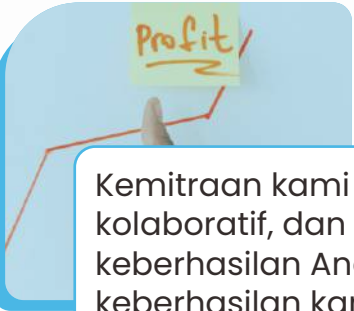 Profit
Kemitraan kami
kolaboratif, dan
keberhasilan
keberhasilan